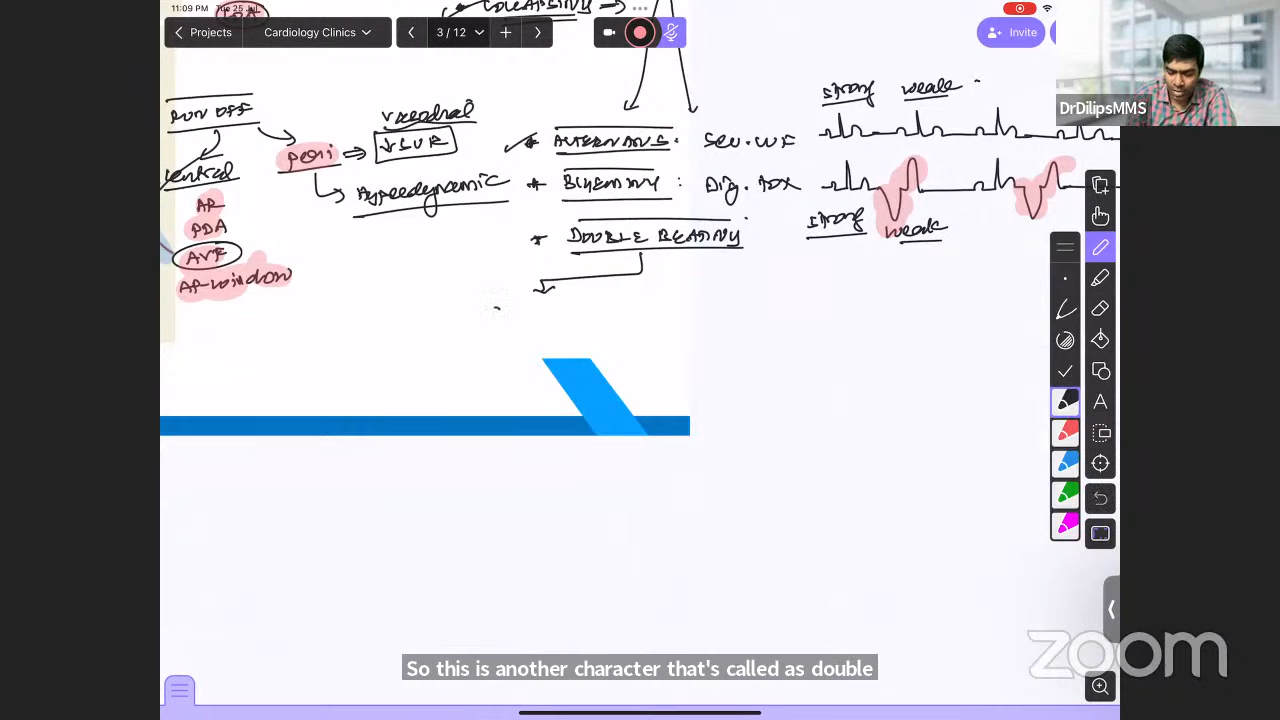 11:09 PM Tue 25 Jul
COLLAPSING
Projects Cardiology Clinics 3 / 12 Invite
DrDilipsMMS
RUN OFF
central
AR
PDA
AVF
AP-window
peri
↓SVR
Hyperdynamic
ALTERNANS : Sev. LVF
BIGEMINY : Dig. tox
DOUBLE BEATING
strong weak
strong weak
A
So this is another character that's called as double
zoom